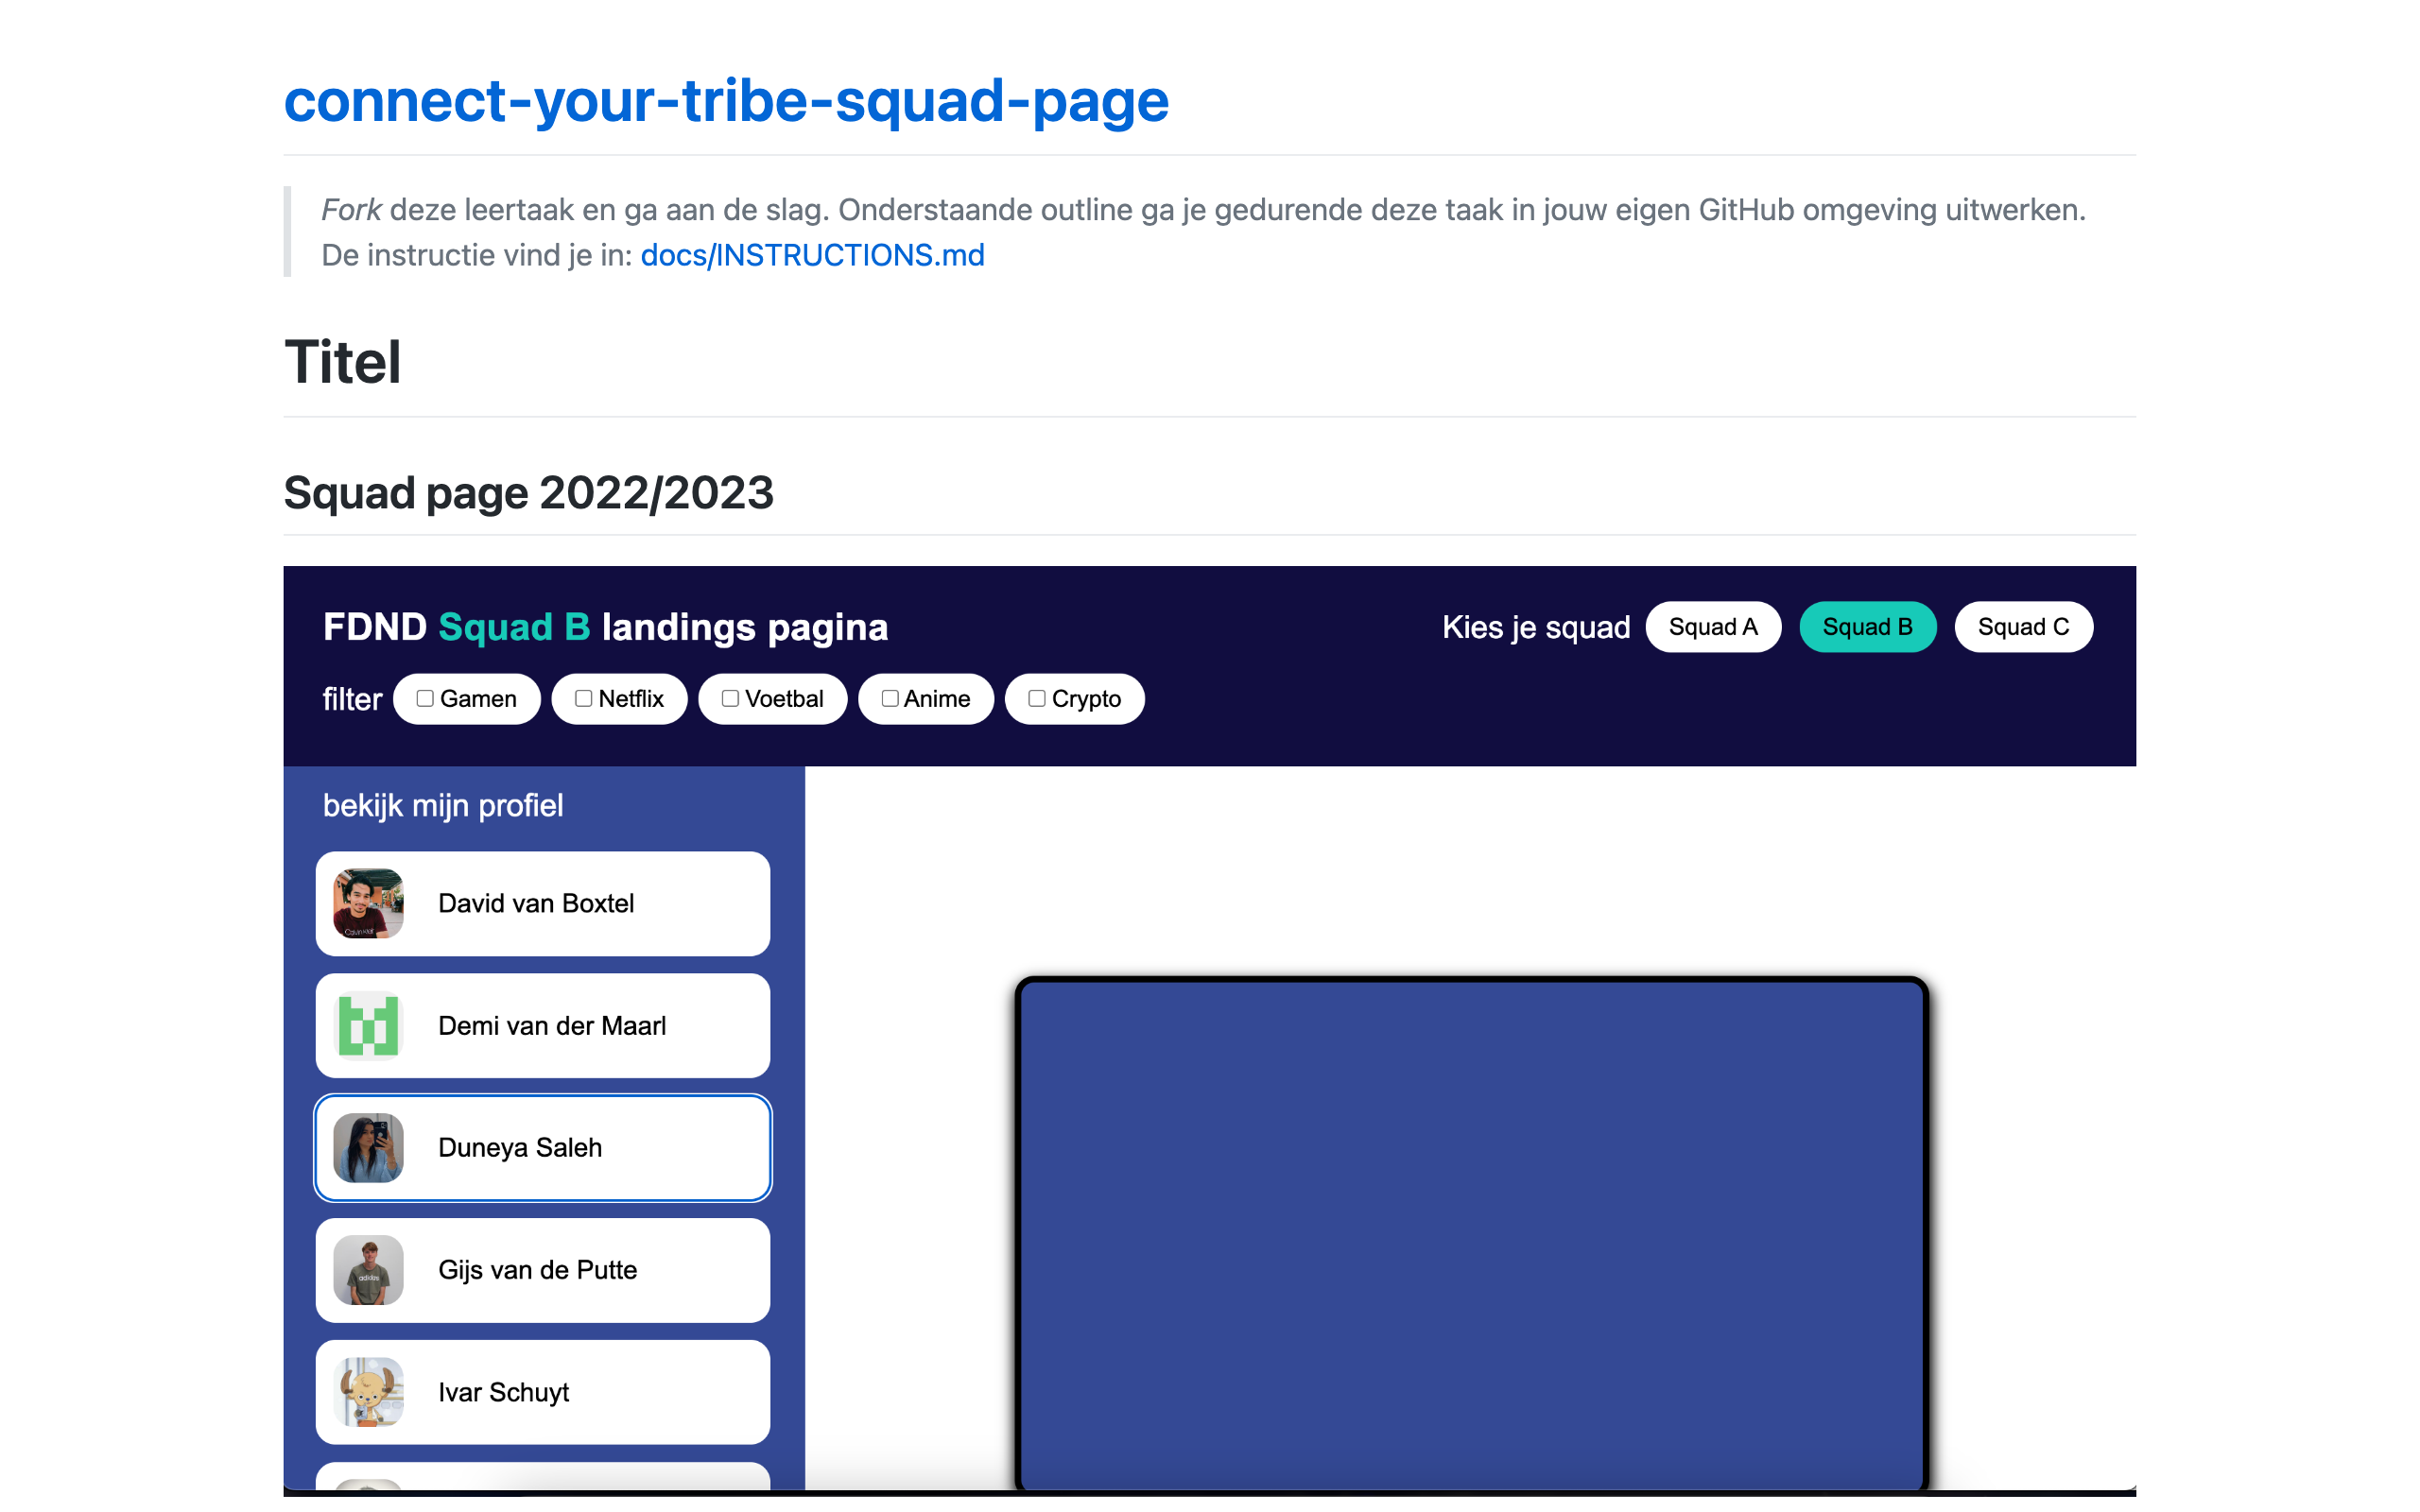 connect-your-tribe-squad-page
Fork deze leertaak en ga aan de slag. Onderstaande outline ga je gedurende deze taak in jouw eigen GitHub omgeving uitwerken.
De instructie vind je in: docs/INSTRUCTIONS.md
Titel
Squad page 2022/2023
FDND Squad B landings pagina
Kies je squad Squad A Squad B Squad C
filter Gamen Netflix Voetbal Anime Crypto
bekijk mijn profiel
David van Boxtel
Demi van der Maarl
Duneya Saleh
Gijs van de Putte
Ivar Schuyt